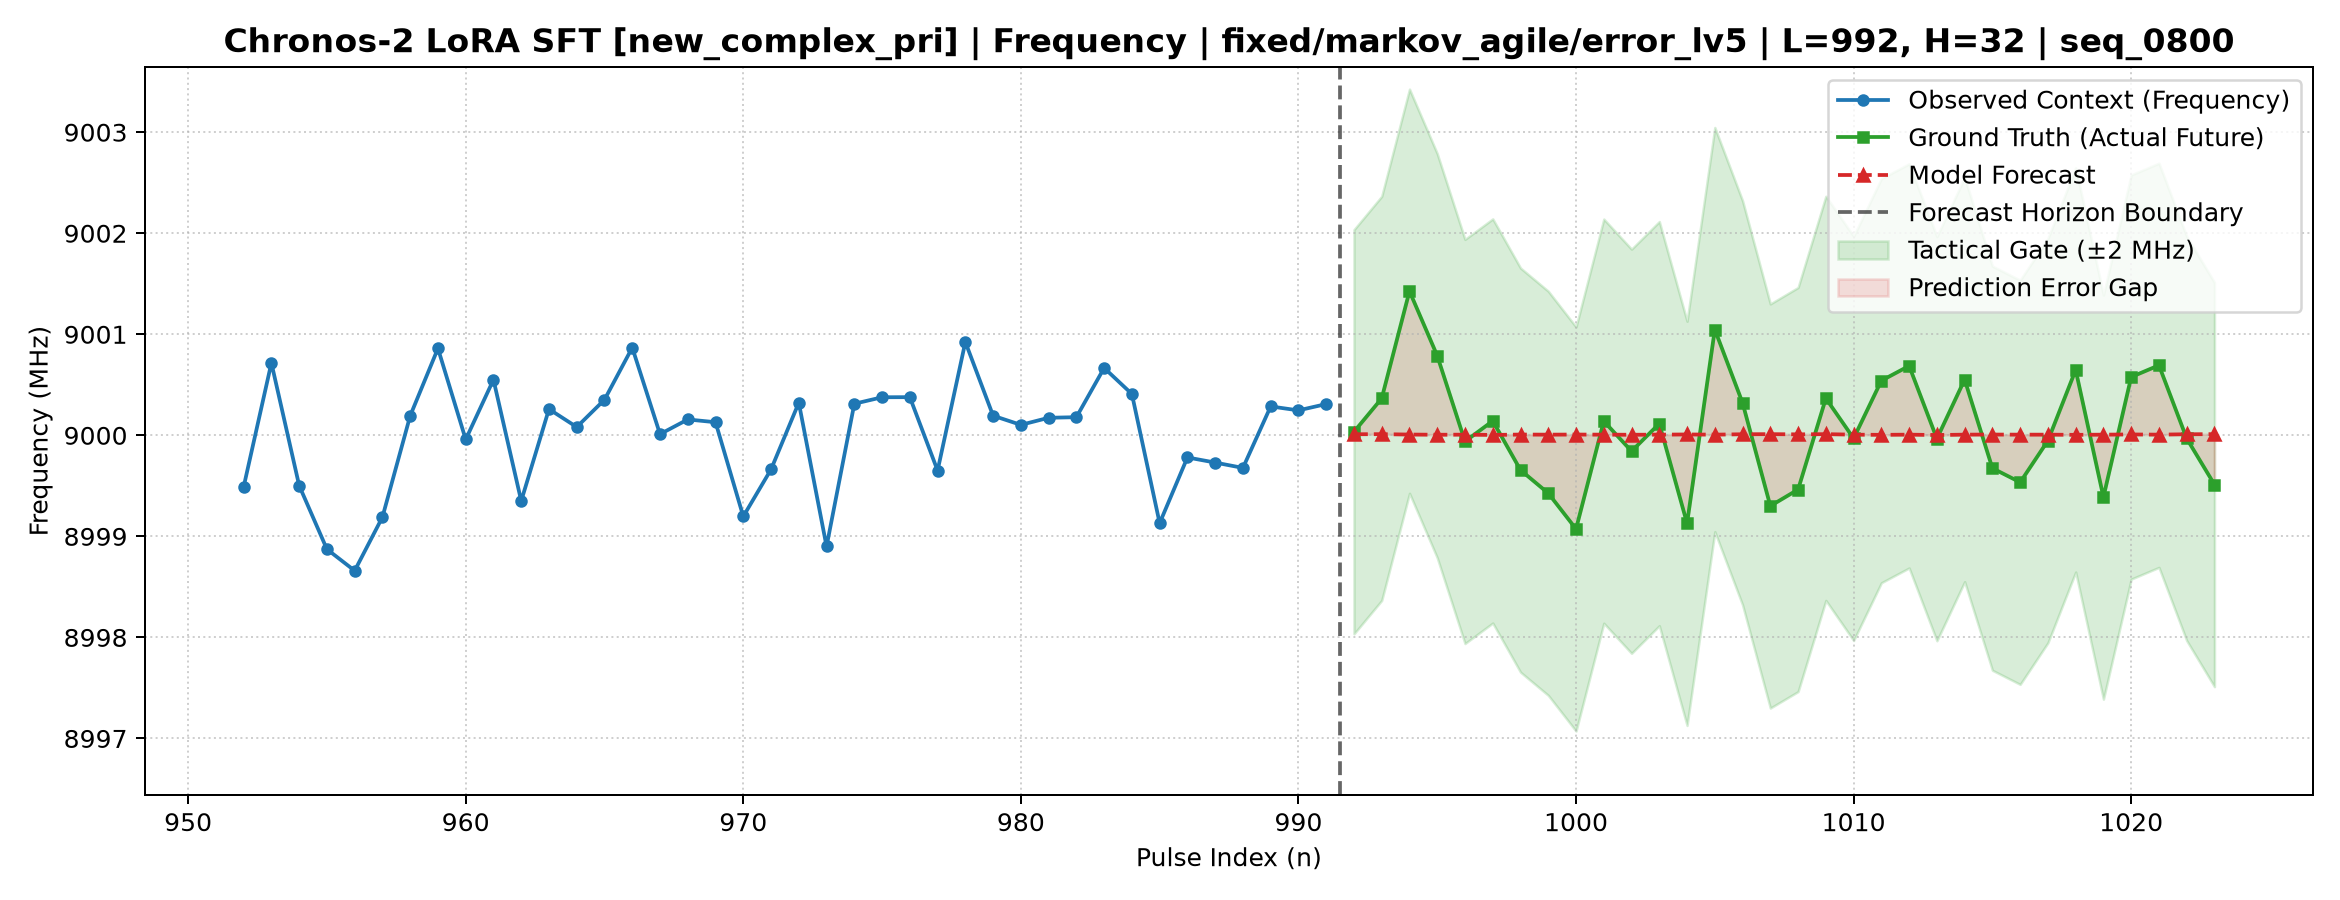 Chronos-2 LoRA SFT [new_complex_pri] | Frequency | fixed/markov_agile/error_lv5 | L=992, H=32 | seq_0800
Observed Context (Frequency)
Ground Truth (Actual Future)
Model Forecast
Forecast Horizon Boundary
Tactical Gate (±2 MHz)
Prediction Error Gap
Frequency (MHz)
9003
9002
9001
9000
8999
8998
8997
950 960 970 980 990 1000 1010 1020
Pulse Index (n)